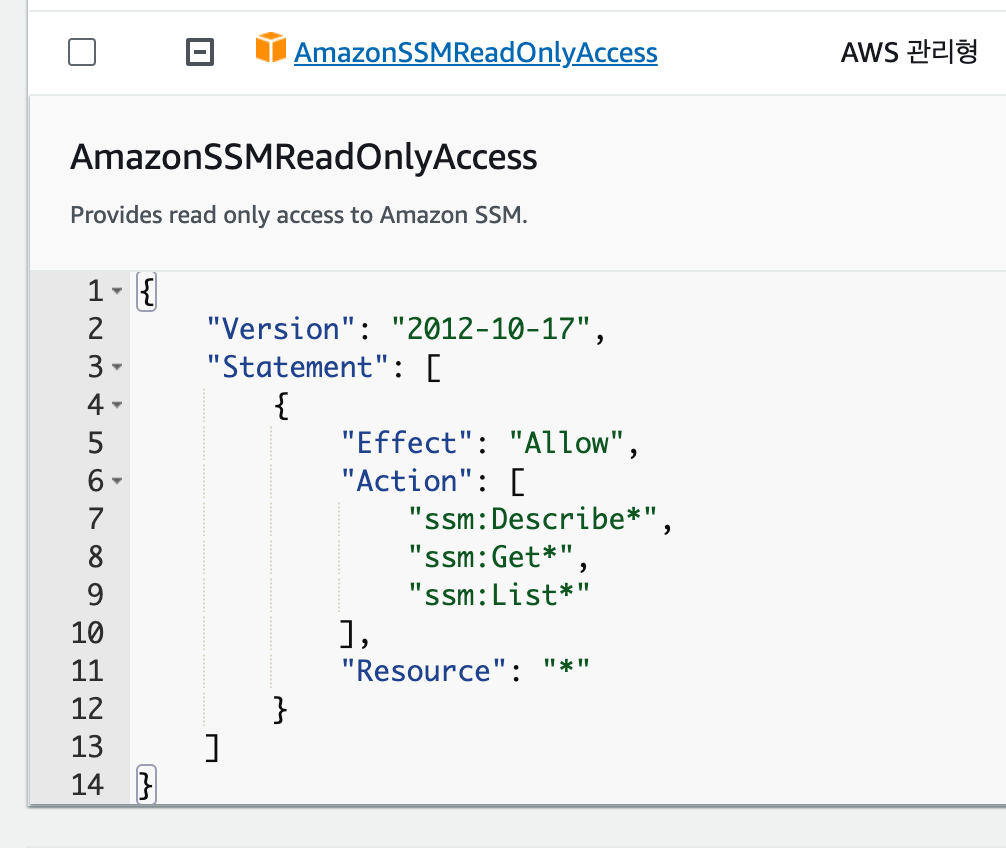 AmazonSSMReadOnlyAccess AWS 관리형
AmazonSSMReadOnlyAccess
Provides read only access to Amazon SSM.
1 {
2     "Version": "2012-10-17",
3     "Statement": [
4         {
5             "Effect": "Allow",
6             "Action": [
7                 "ssm:Describe*",
8                 "ssm:Get*",
9                 "ssm:List*"
10             ],
11             "Resource": "*"
12         }
13     ]
14 }